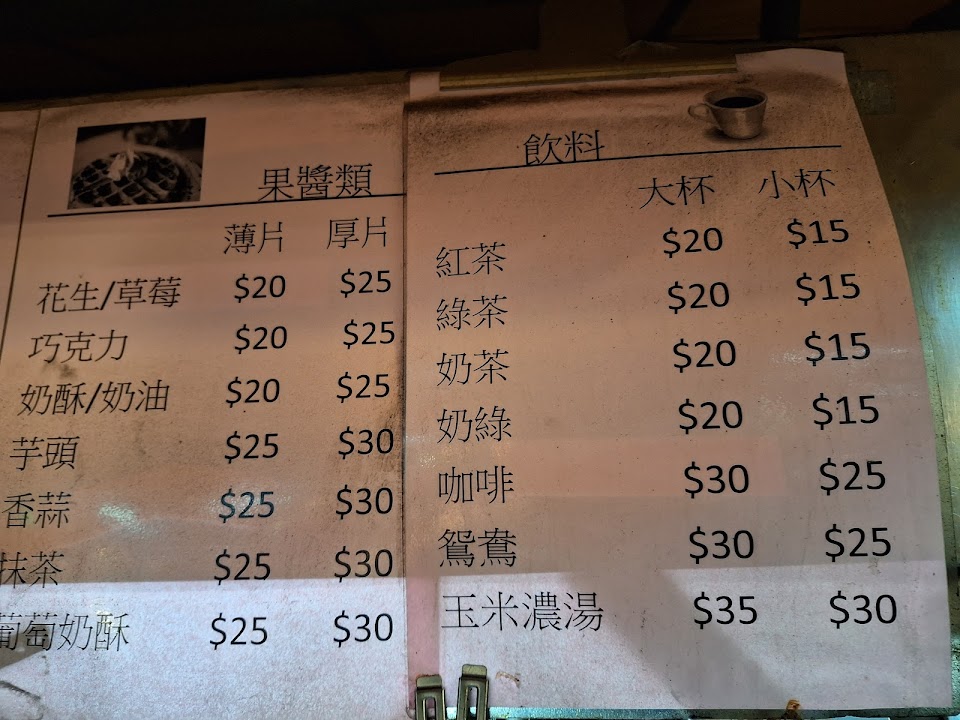 果醬類
薄片 厚片
花生/草莓 $20 $25
巧克力 $20 $25
奶酥/奶油 $20 $25
芋頭 $25 $30
香蒜 $25 $30
抹茶 $25 $30
葡萄奶酥 $25 $30
飲料
大杯 小杯
紅茶 $20 $15
綠茶 $20 $15
奶茶 $20 $15
奶綠 $20 $15
咖啡 $30 $25
鴛鴦 $30 $25
玉米濃湯 $35 $30